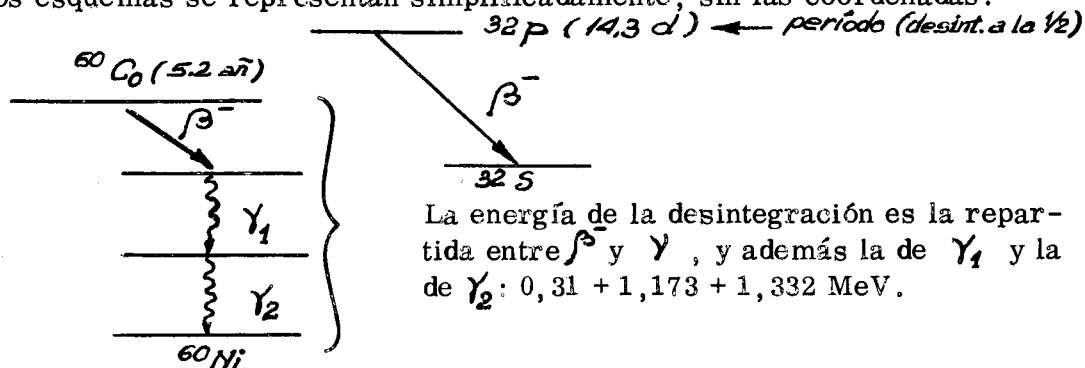 os esquemas se representan simplificadamente, sin las coordenadas:
³²P (14,3 d) ← período (desint. a la ½)
⁶⁰Co (5.2 añ)
β⁻
β⁻
³²S
γ₁
γ₂
⁶⁰Ni
La energía de la desintegración es la repar-
tida entre β⁻ y γ , y además la de γ₁ y la
de γ₂: 0,31 + 1,173 + 1,332 MeV.